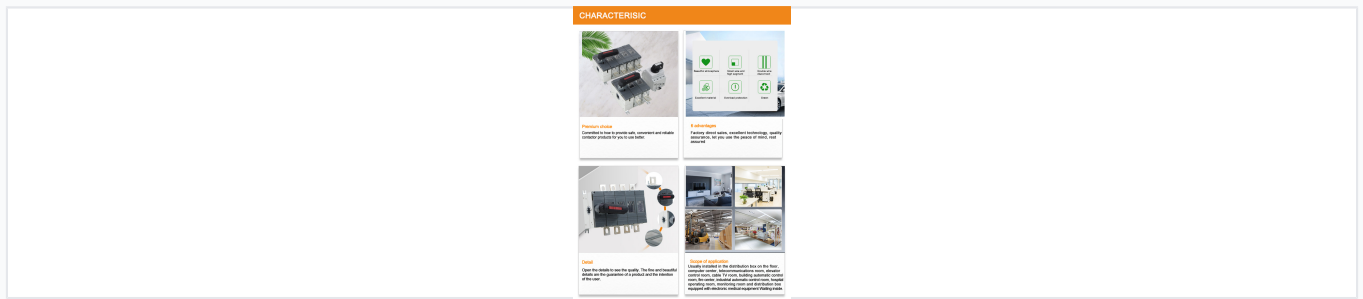 CHARACTERISIC
Premium choice
Committed to how to provide safe, convenient and reliable
contactor products for you to use better.
6 advantages
Factory direct sales, excellent technology, quality
assurance, let you use the peace of mind, rest
assured
Detail
Open the details to see the quality. The fine and beautiful
details are the guarantee of a product and the intention
of the user.
Scope of application
Usually installed in the distribution box on the floor,
computer center, telecommunications room, elevator
control room, cable TV room, building automatic control
room, fire center, industrial automatic control room, hospital
operating room, monitoring room and distribution box
equipped with electronic medical equipment Waiting inside.